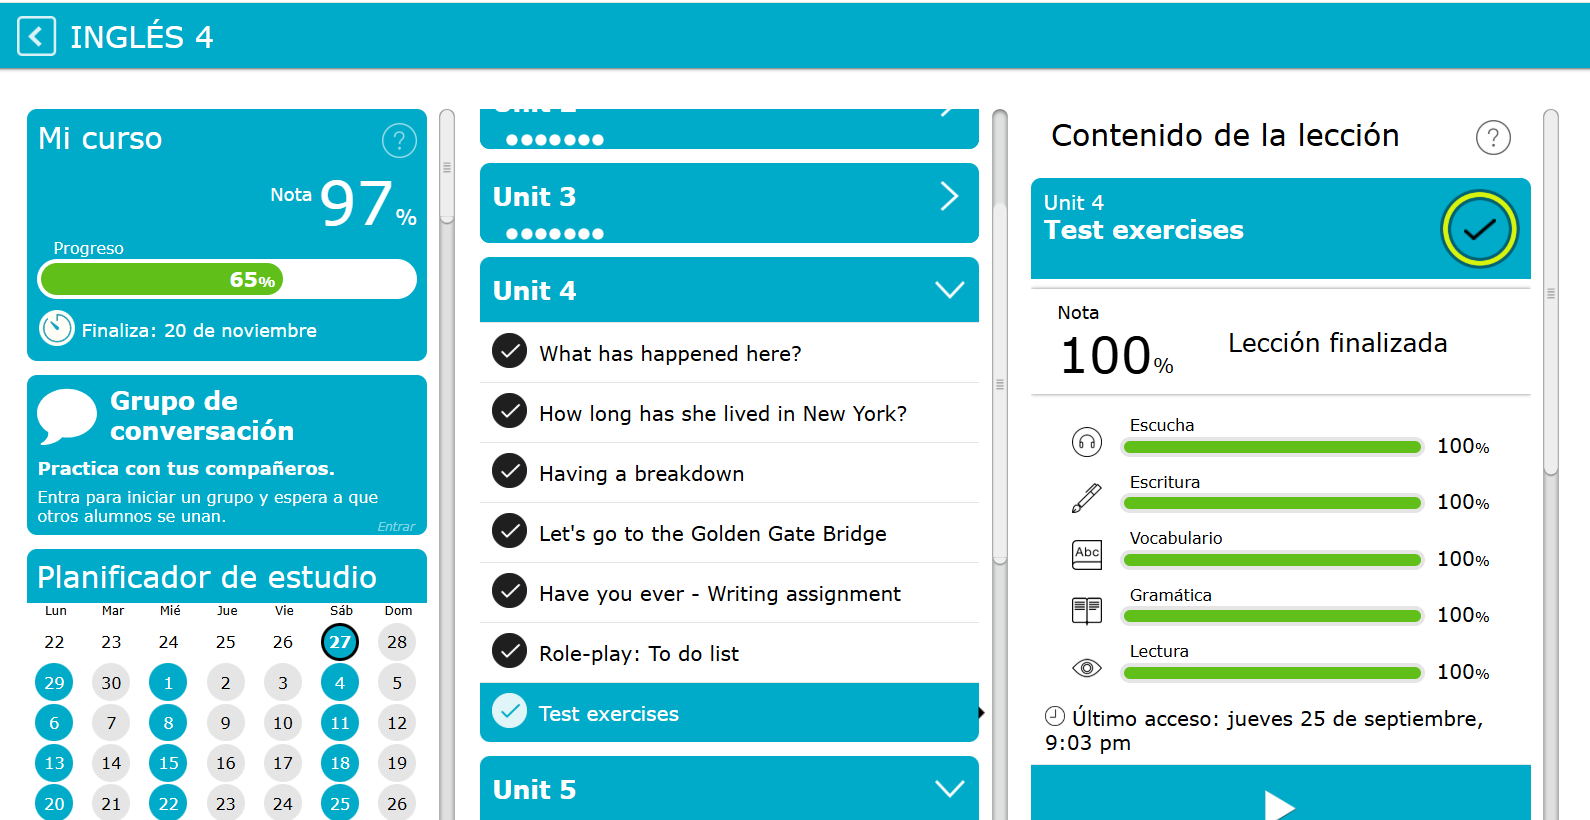 INGLÉS 4
Mi curso
?
Nota 97%
Progreso
65%
Finaliza: 20 de noviembre
Grupo de
conversación
Practica con tus compañeros.
Entra para iniciar un grupo y espera a que
otros alumnos se unan.
Entrar
Planificador de estudio
Lun Mar Mié Jue Vie Sáb Dom
22 23 24 25 26 27 28
29 30 1 2 3 4 5
6 7 8 9 10 11 12
13 14 15 16 17 18 19
20 21 22 23 24 25 26
Unit 3
Unit 4
What has happened here?
How long has she lived in New York?
Having a breakdown
Let's go to the Golden Gate Bridge
Have you ever - Writing assignment
Role-play: To do list
Test exercises
Unit 5
Contenido de la lección
?
Unit 4
Test exercises
Nota
100%
Lección finalizada
Escucha
100%
Escritura
100%
Abc
Vocabulario
100%
Gramática
100%
Lectura
100%
Último acceso: jueves 25 de septiembre,
9:03 pm